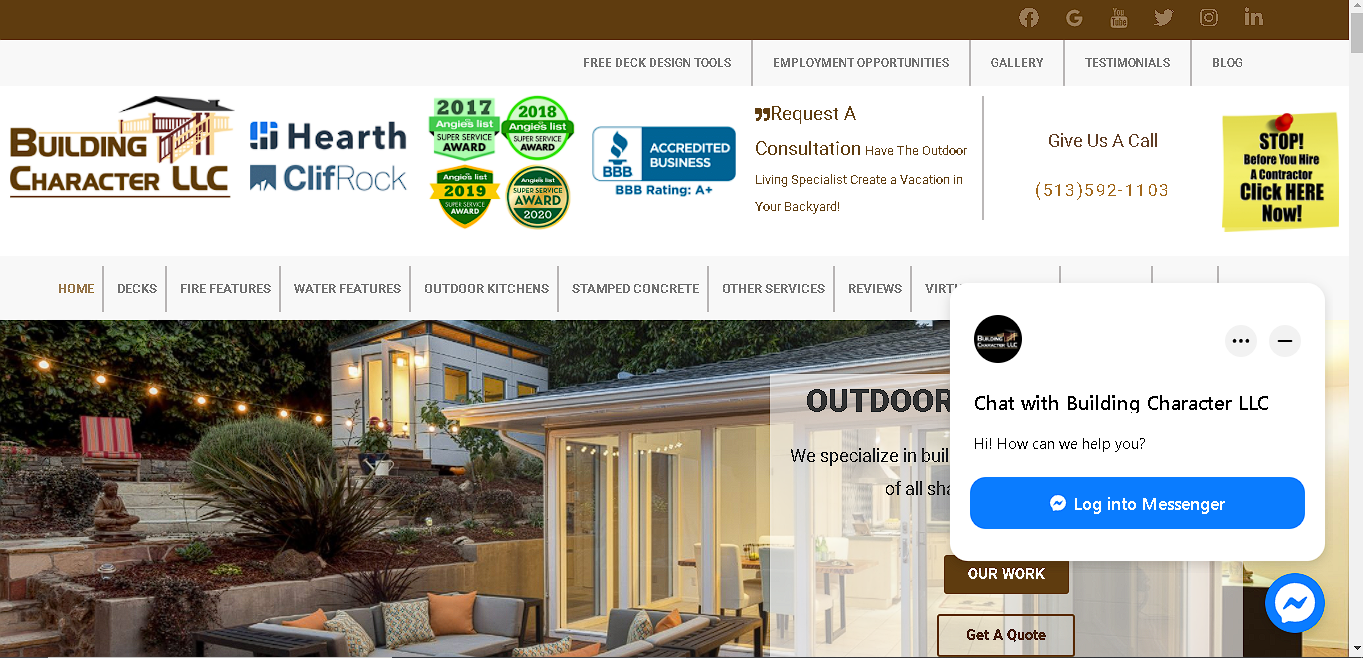 You Tube
FREE DECK DESIGN TOOLS
EMPLOYMENT OPPORTUNITIES
GALLERY
TESTIMONIALS
BLOG
BUILDING
CHARACTER LLC
Hearth
ClifRock
2017
Angie's list
SUPER SERVICE
AWARD
2018
Angie's list
SUPER SERVICE
AWARD
Angie's list
2019
SUPER SERVICE
AWARD
Angie's list
SUPER SERVICE
AWARD
2020
BBB
ACCREDITED
BUSINESS
BBB Rating: A+
Request A
Consultation Have The Outdoor
Living Specialist Create a Vacation in
Your Backyard!
Give Us A Call
(513)592-1103
STOP!
Before You Hire
A Contractor
Click HERE
Now!
HOME
DECKS
FIRE FEATURES
WATER FEATURES
OUTDOOR KITCHENS
STAMPED CONCRETE
OTHER SERVICES
REVIEWS
OUTDOOR
We specialize in buil
of all sha
OUR WORK
Get A Quote
BUILDING
CHARACTER LLC
Chat with Building Character LLC
Hi! How can we help you?
Log into Messenger